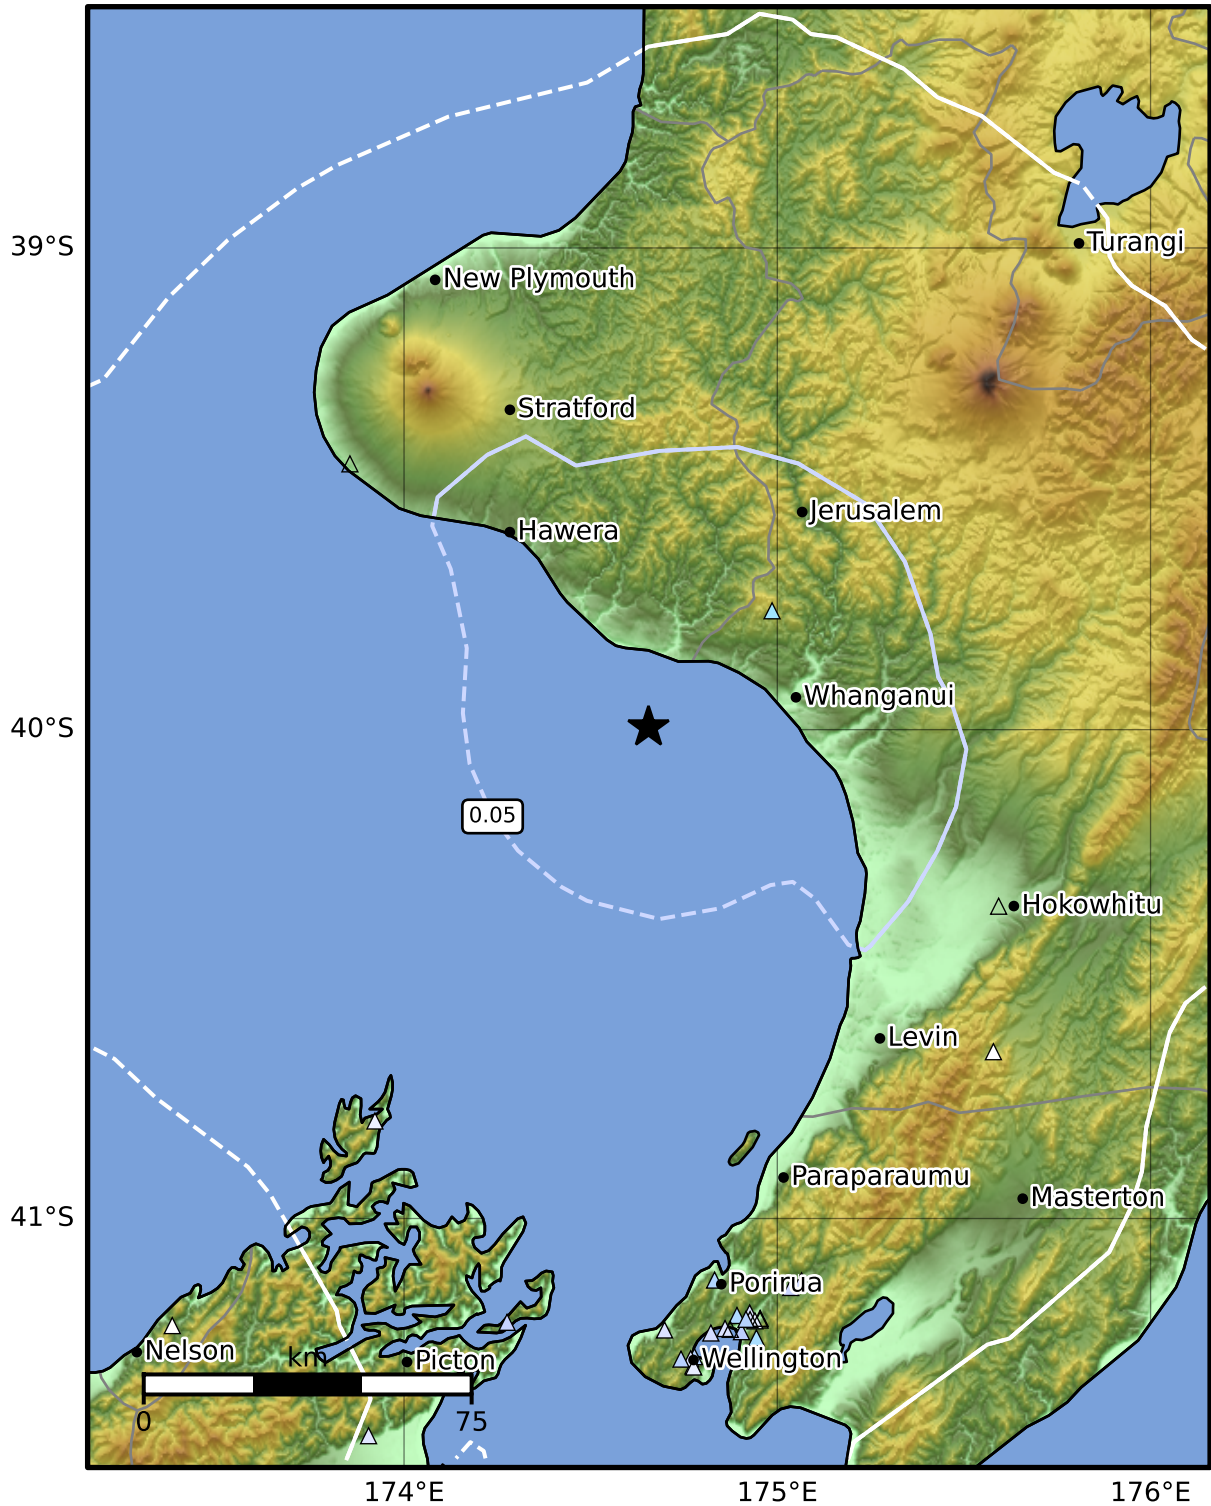 39°S
Turangi
New Plymouth
Stratford
Jerusalem
Hawera
Whanganui
40°S
0.05
Hokowhitu
Levin
Paraparaumu
Masterton
41°S
Porirua
Nelson
km
Picton
Wellington
0
75
174°E
175°E
176°E